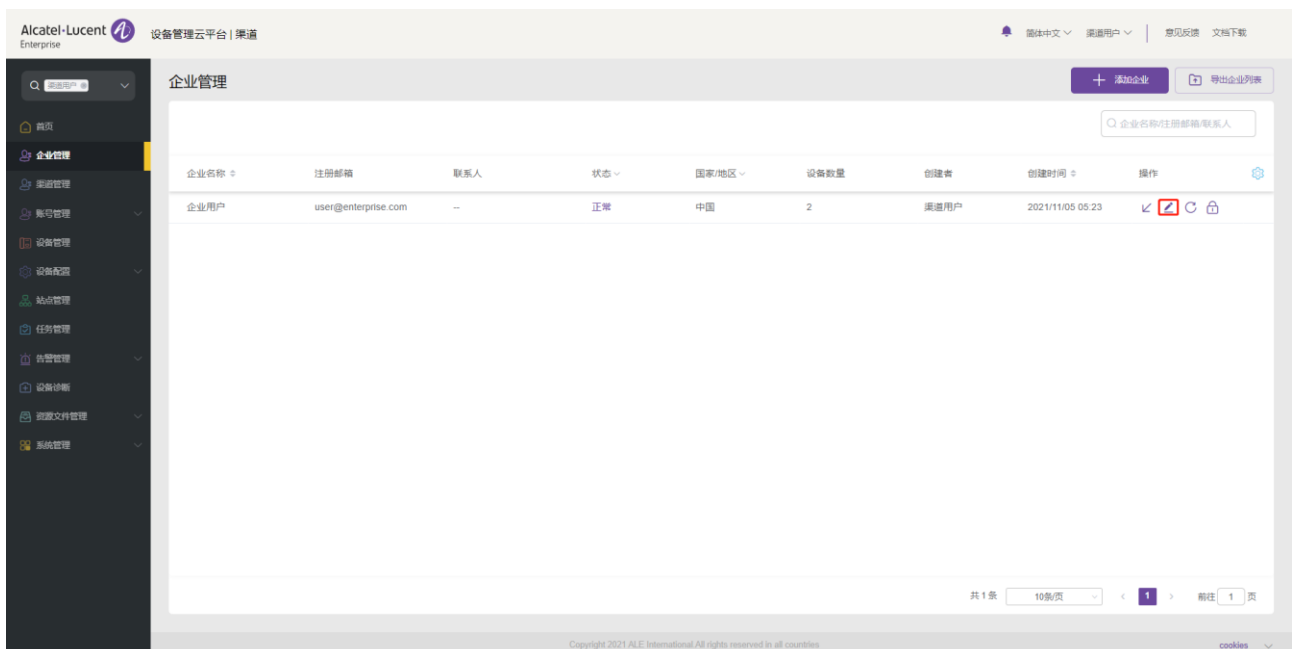 Alcatel·Lucent
Enterprise
设备管理云平台 | 渠道
简体中文 渠道用户 | 意见反馈 文档下载
渠道用户
首页
企业管理
渠道管理
账号管理
设备管理
设备配置
站点管理
任务管理
告警管理
设备诊断
资源文件管理
系统管理
企业管理
添加企业 导出企业列表
企业名称/注册邮箱/联系人
企业名称 注册邮箱 联系人 状态 国家/地区 设备数量 创建者 创建时间 操作
企业用户 user@enterprise.com -- 正常 中国 2 渠道用户 2021/11/05 05:23
共 1 条 10条/页 < 1 > 前往 1 页
Copyright 2021 ALE International.All rights reserved in all countries
cookies